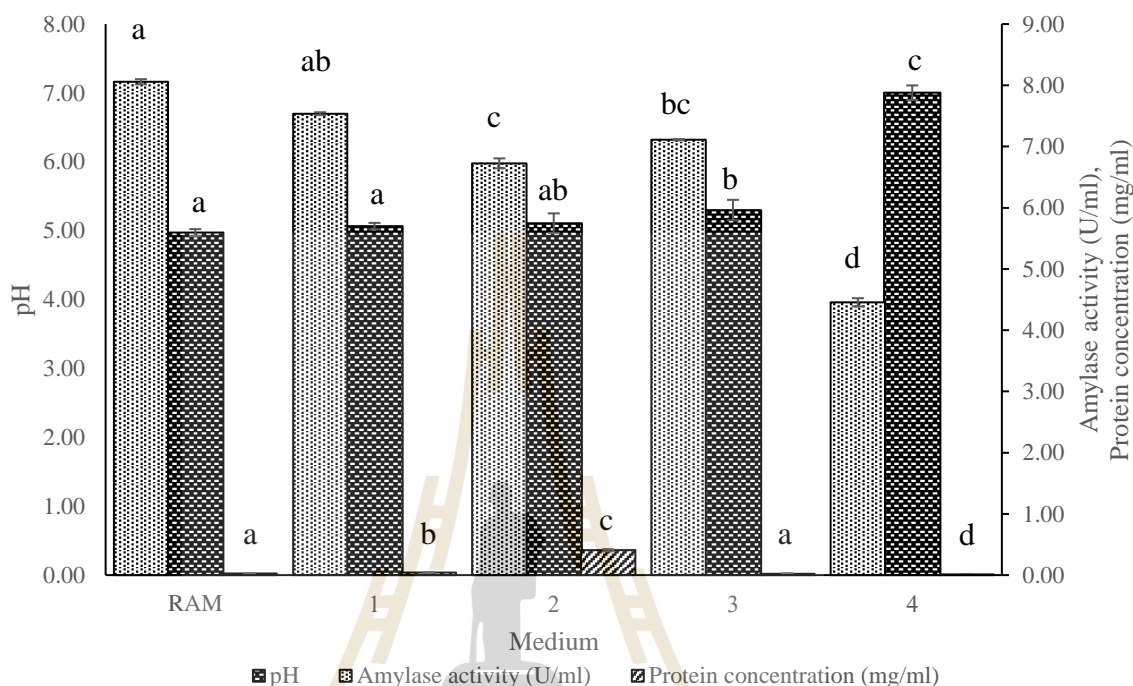 8.00
7.00
6.00
5.00
4.00
3.00
2.00
1.00
0.00
pH
a
a
a
ab
a
b
c
ab
c
bc
b
a
d
c
d
9.00
8.00
7.00
6.00
5.00
4.00
3.00
2.00
1.00
0.00
Amylase activity (U/ml),
Protein concentration (mg/ml)
RAM 1 2 3 4
Medium
pH Amylase activity (U/ml) Protein concentration (mg/ml)